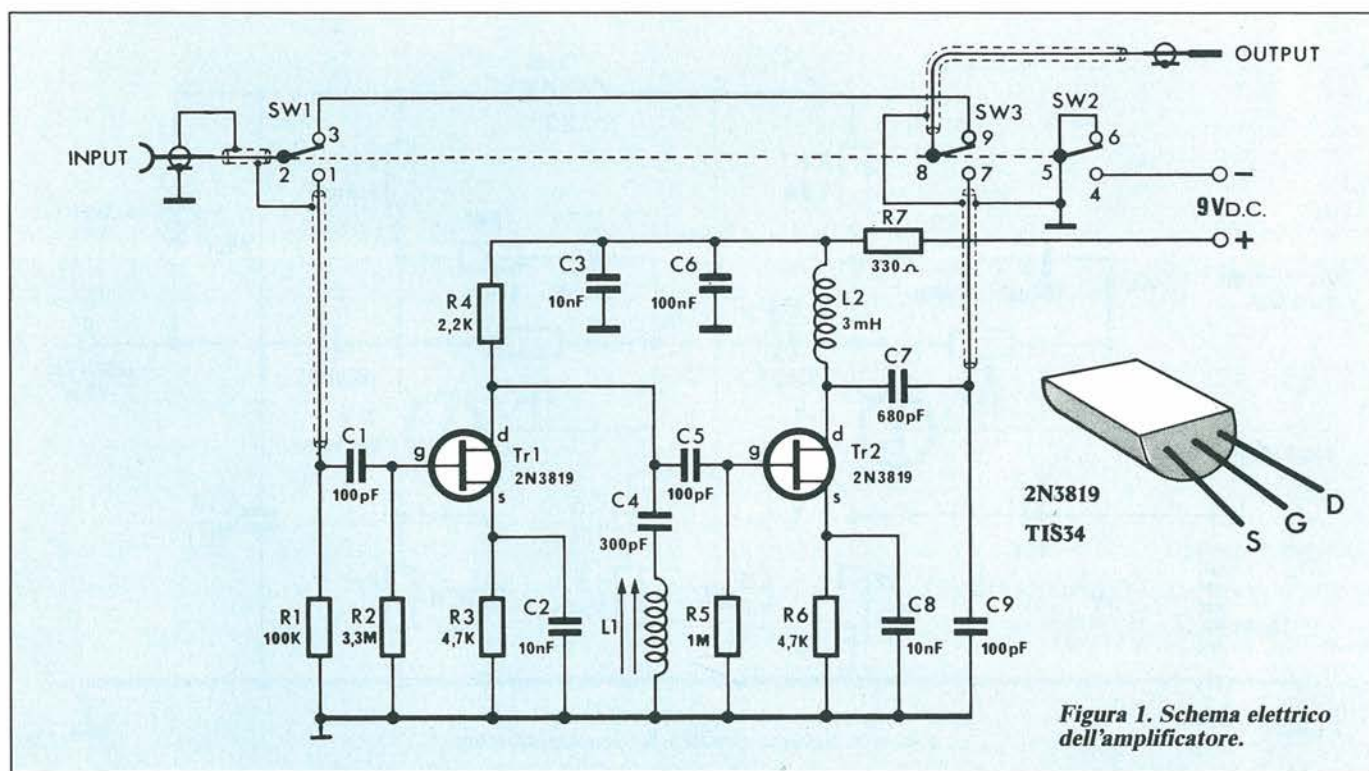 OUTPUT
SW1
SW3
SW2
3
9
6
INPUT
2
1
8
7
5
4
−
9V D.C.
+
R7
330 Ω
C3
10nF
C6
100nF
L2
3mH
R4
2,2K
C7
680pF
C1
100pF
g
d
s
Tr1
2N3819
C5
100pF
g
d
s
Tr2
2N3819
C4
300pF
2N3819
TIS34
S
G
D
R1
100K
R2
3,3M
R3
4,7K
C2
10nF
L1
R5
1M
R6
4,7K
C8
10nF
C9
100pF
Figura 1. Schema elettrico
dell'amplificatore.